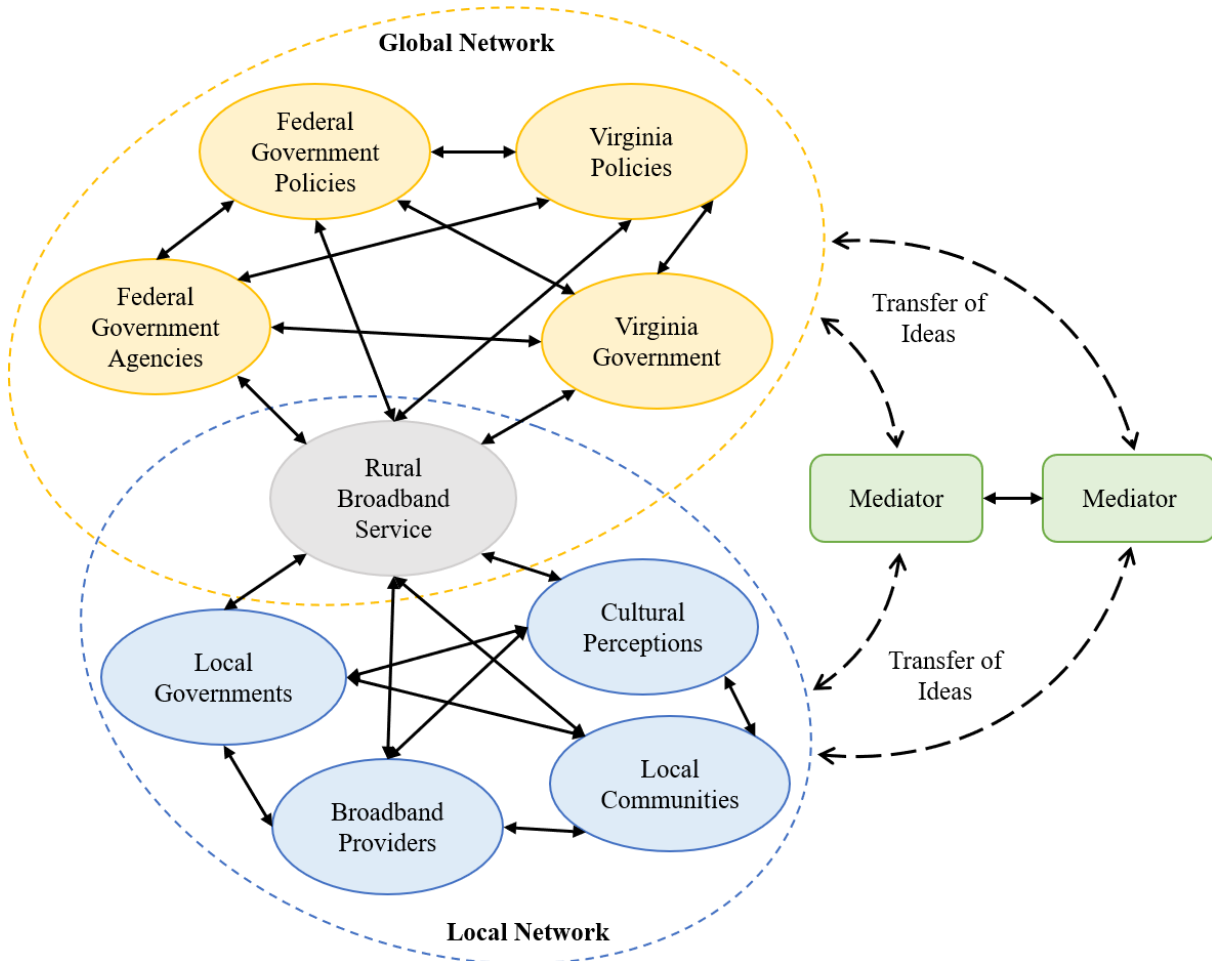 Global Network
Federal
Government
Policies
Virginia
Policies
Federal
Government
Agencies
Virginia
Government
Transfer of
Ideas
Rural
Broadband
Service
Mediator
Mediator
Cultural
Perceptions
Local
Governments
Transfer of
Ideas
Local
Communities
Broadband
Providers
Local Network